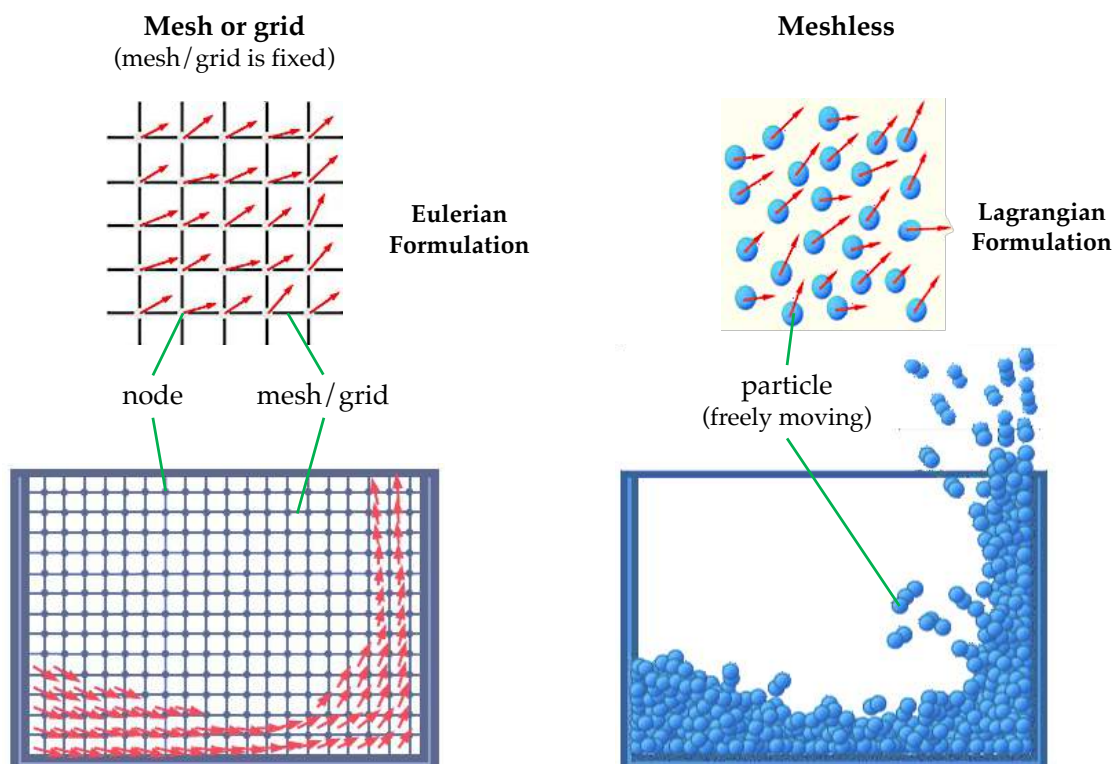 Mesh or grid
(mesh/grid is fixed)
Meshless
Eulerian
Formulation
Lagrangian
Formulation
node
mesh/grid
particle
(freely moving)